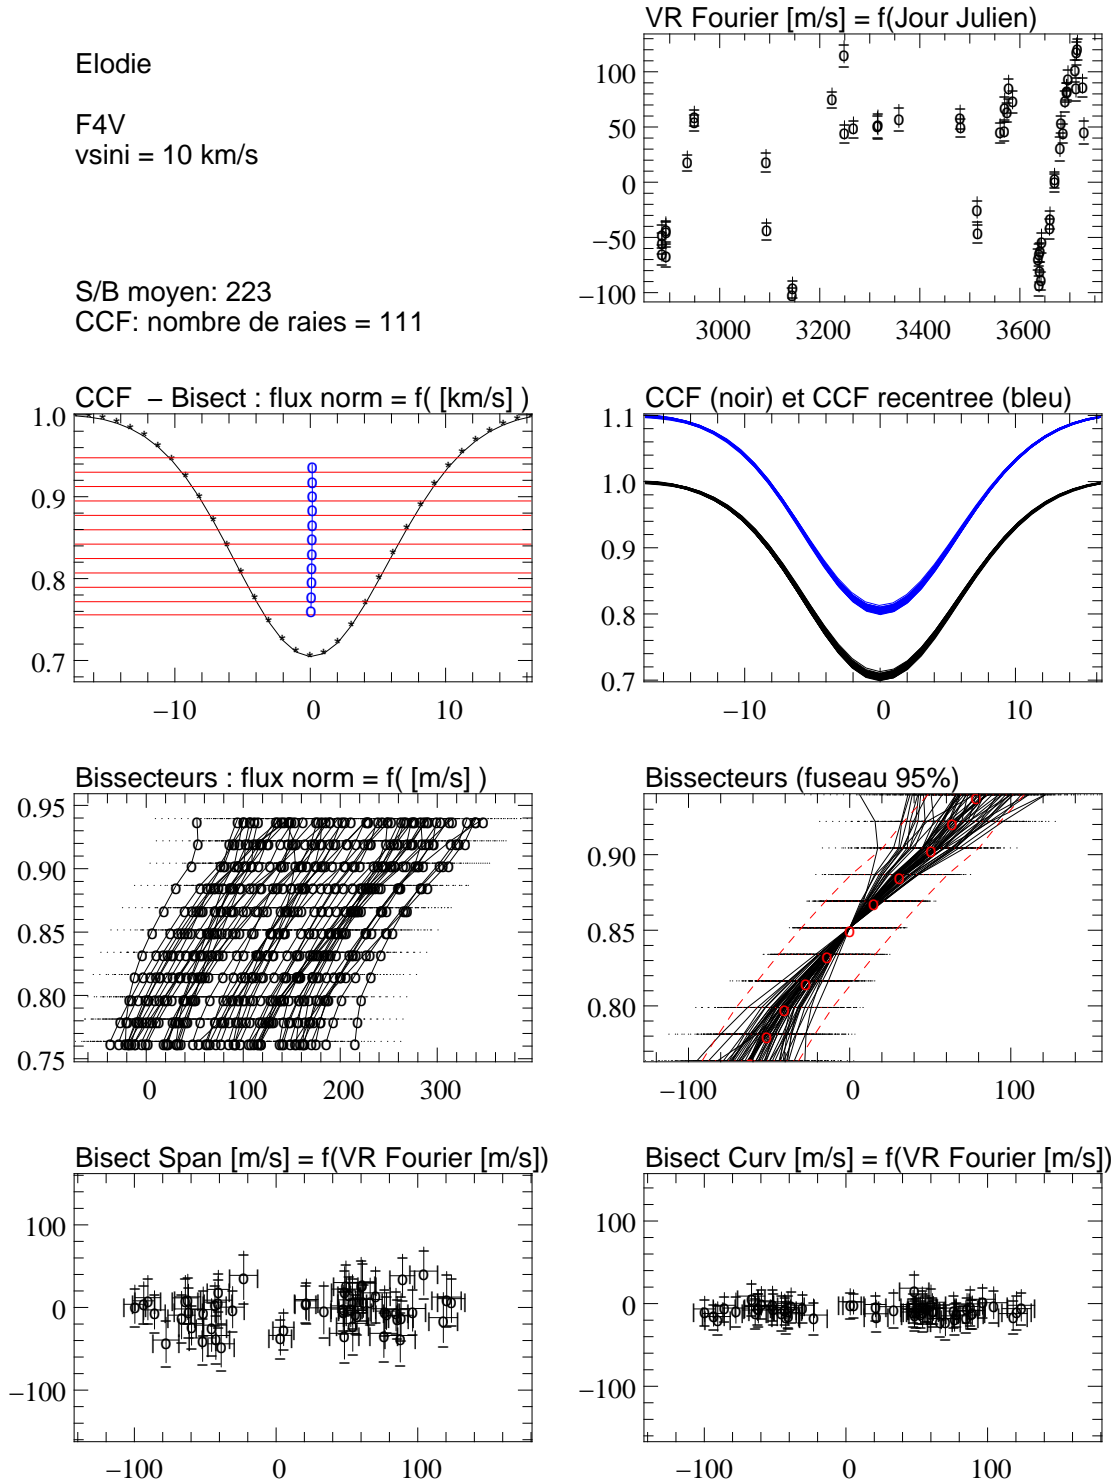 Elodie
F4V
vsini = 10 km/s
S/B moyen: 223
CCF: nombre de raies = 111
VR Fourier [m/s] = f(Jour Julien)
100
50
0
−50
−100
3000 3200 3400 3600
CCF – Bisect : flux norm = f( [km/s] )
1.0
0.9
0.8
0.7
−10 0 10
CCF (noir) et CCF recentree (bleu)
1.1
1.0
0.9
0.8
0.7
−10 0 10
Bissecteurs : flux norm = f( [m/s] )
0.95
0.90
0.85
0.80
0.75
0 100 200 300
Bissecteurs (fuseau 95%)
0.90
0.85
0.80
−100 0 100
Bisect Span [m/s] = f(VR Fourier [m/s])
100
0
−100
−100 0 100
Bisect Curv [m/s] = f(VR Fourier [m/s])
100
0
−100
−100 0 100